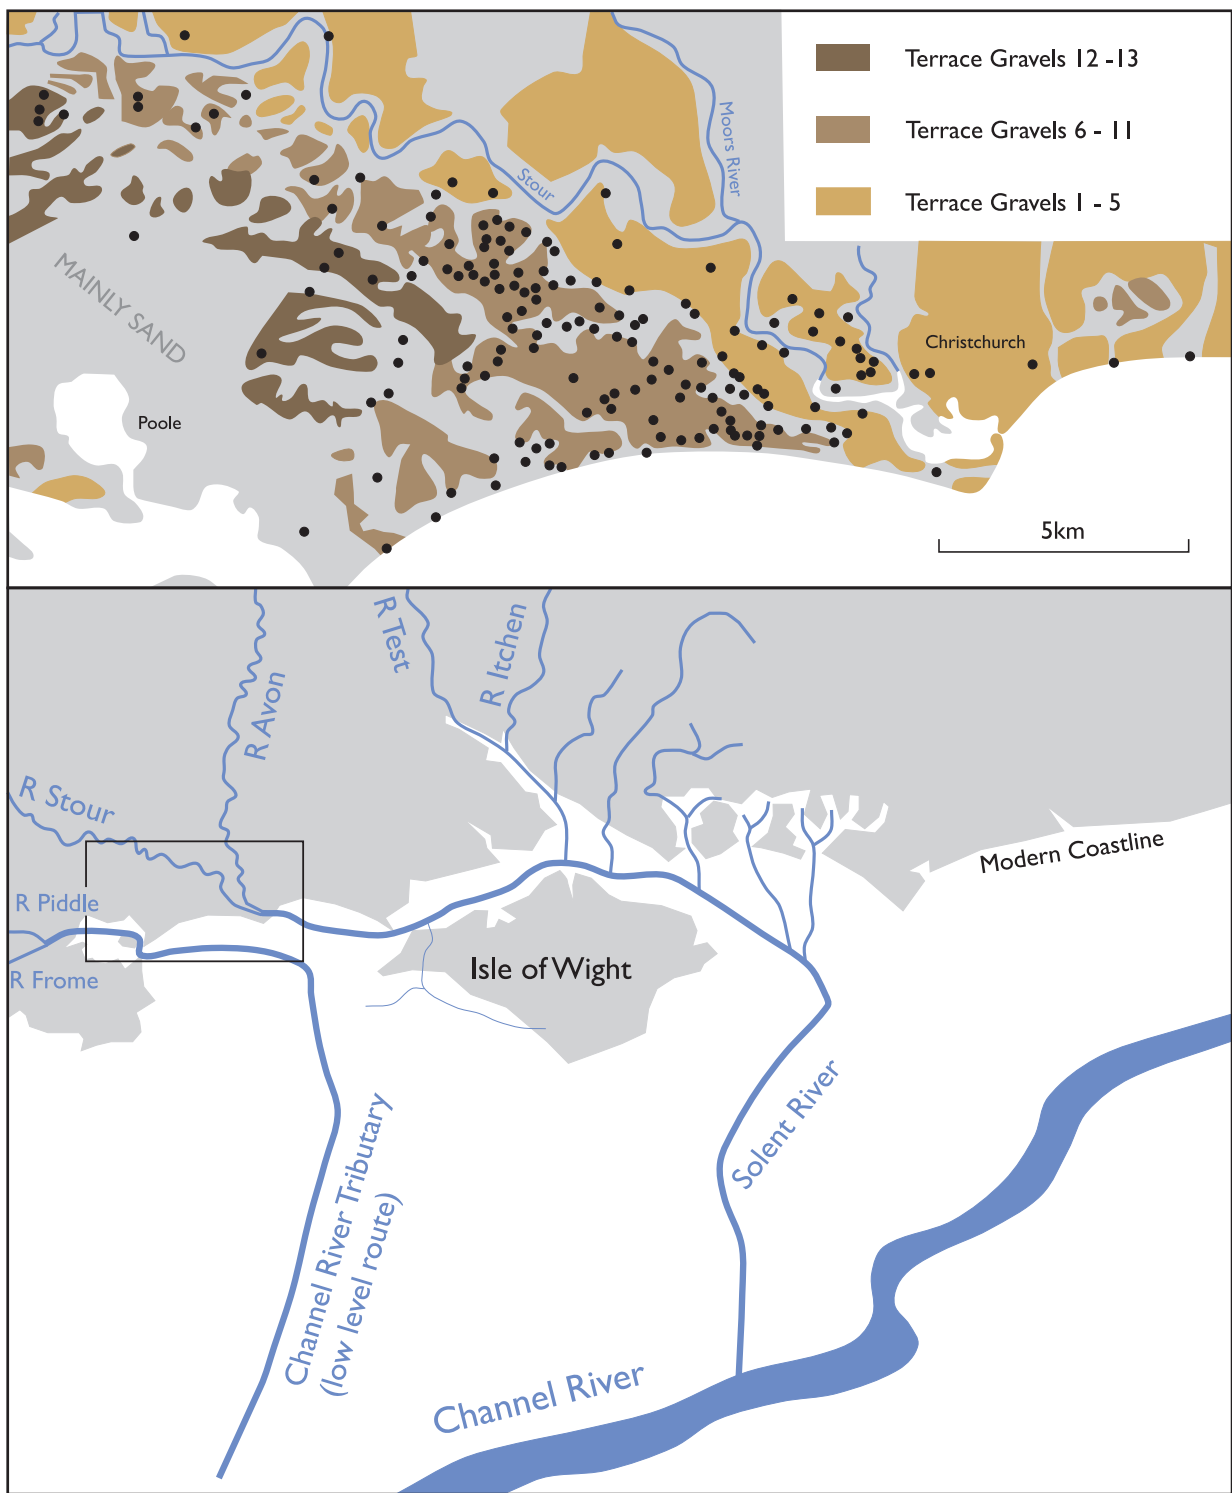 Terrace Gravels 12 -13
Terrace Gravels 6 - 11
Terrace Gravels 1 - 5
Moors River
Stour
MAINLY SAND
Christchurch
Poole
5km
R Test
R Itchen
R Avon
R Stour
Modern Coastline
R Piddle
R Frome
Isle of Wight
Solent River
Channel River Tributary
(low level route)
Channel River